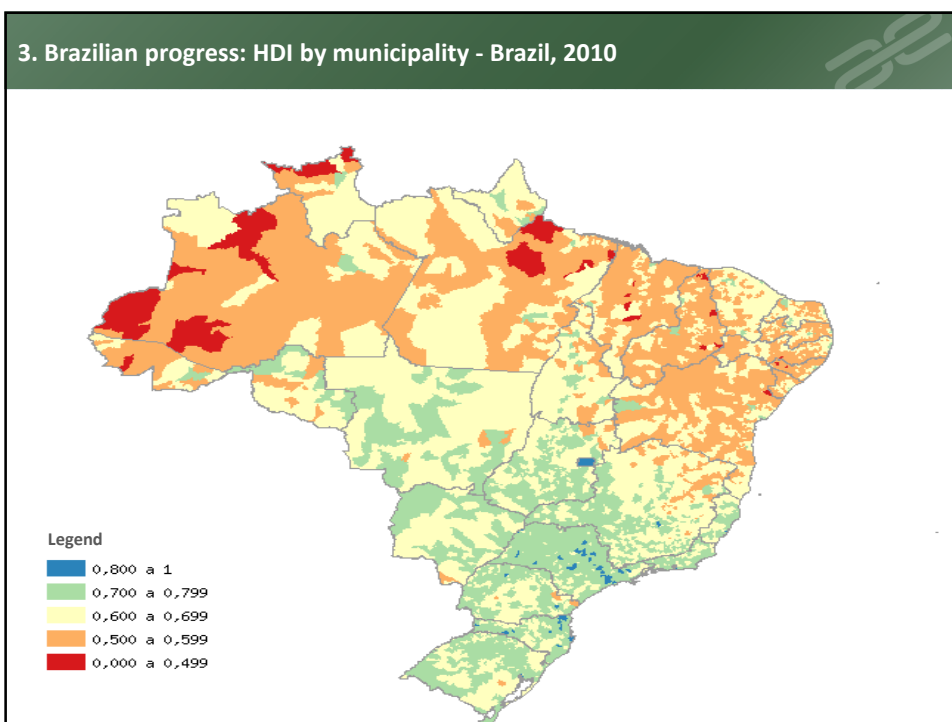 3. Brazilian progress: HDI by municipality - Brazil, 2010
Legend
0,800 a 1
0,700 a 0,799
0,600 a 0,699
0,500 a 0,599
0,000 a 0,499